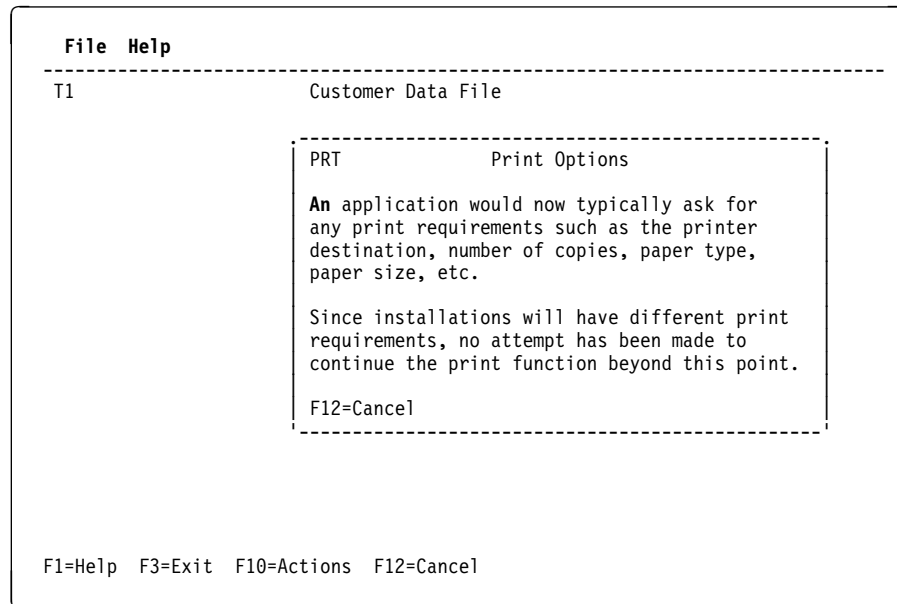 File Help
T1 Customer Data File
PRT Print Options
An application would now typically ask for
any print requirements such as the printer
destination, number of copies, paper type,
paper size, etc.
Since installations will have different print
requirements, no attempt has been made to
continue the print function beyond this point.
F12=Cancel
F1=Help F3=Exit F10=Actions F12=Cancel